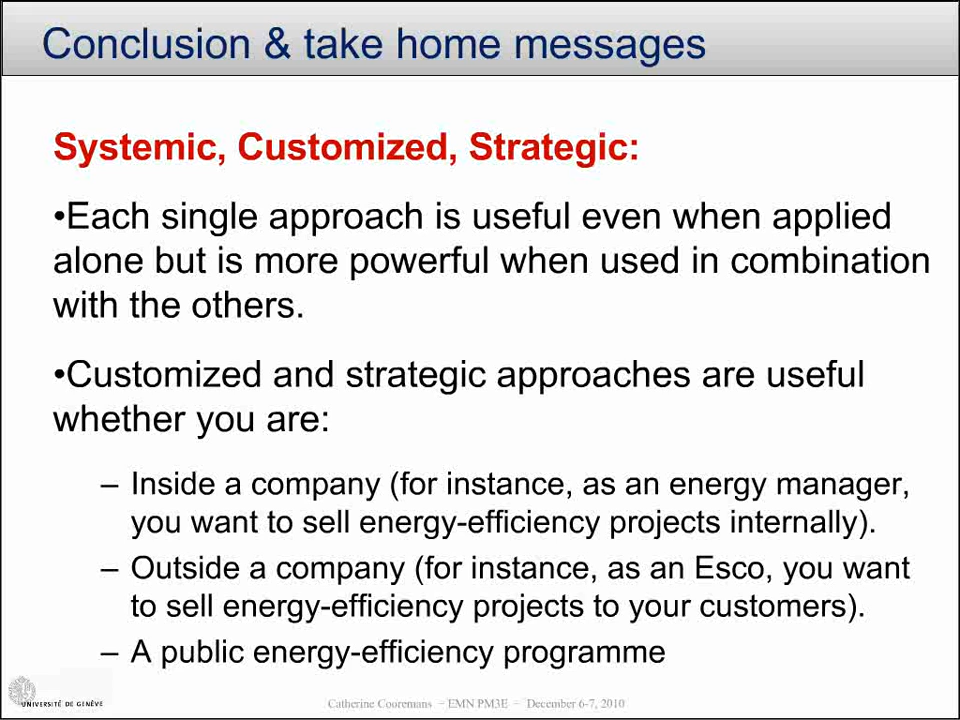 Conclusion & take home messages
Systemic, Customized, Strategic:
•Each single approach is useful even when applied
alone but is more powerful when used in combination
with the others.
•Customized and strategic approaches are useful
whether you are:
– Inside a company (for instance, as an energy manager,
you want to sell energy-efficiency projects internally).
– Outside a company (for instance, as an Esco, you want
to sell energy-efficiency projects to your customers).
– A public energy-efficiency programme
UNIVERSITÉ DE GENÈVE
Catherine Cooremans – EMN PM3E – December 6-7, 2010